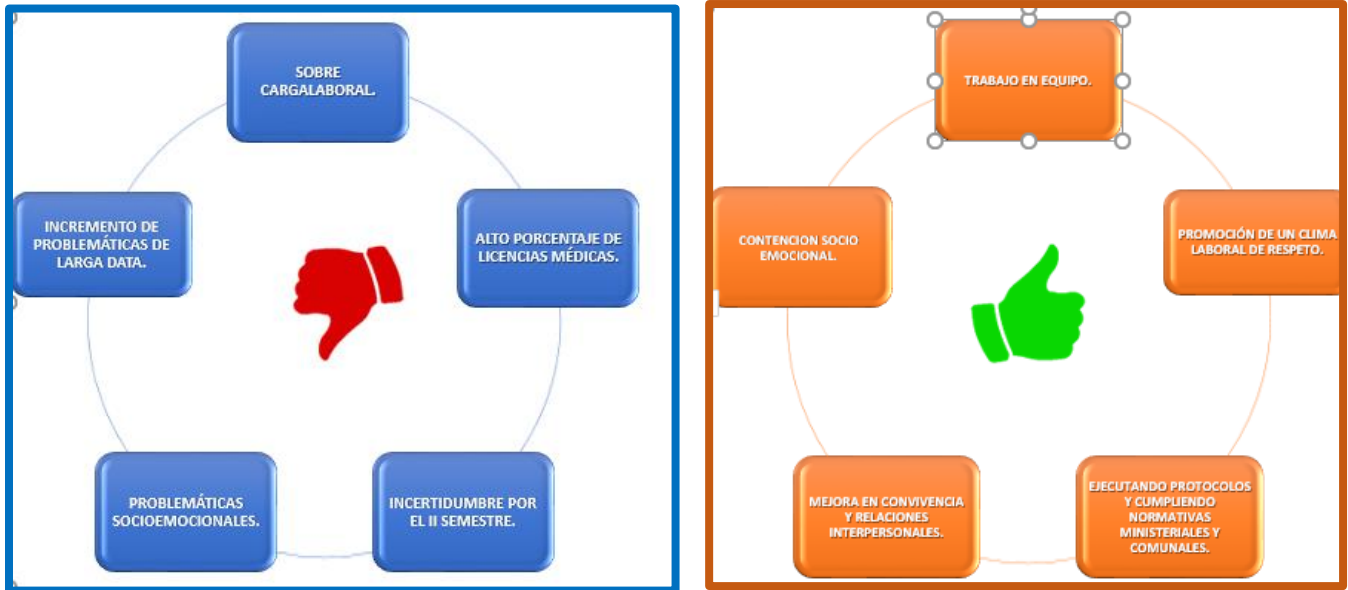 SOBRE
CARGALABORAL.
ALTO PORCENTAJE DE
LICENCIAS MÉDICAS.
INCERTIDUMBRE POR
EL II SEMESTRE.
PROBLEMÁTICAS
SOCIOEMOCIONALES.
INCREMENTO DE
PROBLEMÁTICAS DE
LARGA DATA.
TRABAJO EN EQUIPO.
PROMOCIÓN DE UN CLIMA
LABORAL DE RESPETO.
EJECUTANDO PROTOCOLOS
Y CUMPLIENDO
NORMATIVAS
MINISTERIALES Y
COMUNALES.
MEJORA EN CONVIVENCIA
Y RELACIONES
INTERPERSONALES.
CONTENCION SOCIO
EMOCIONAL.